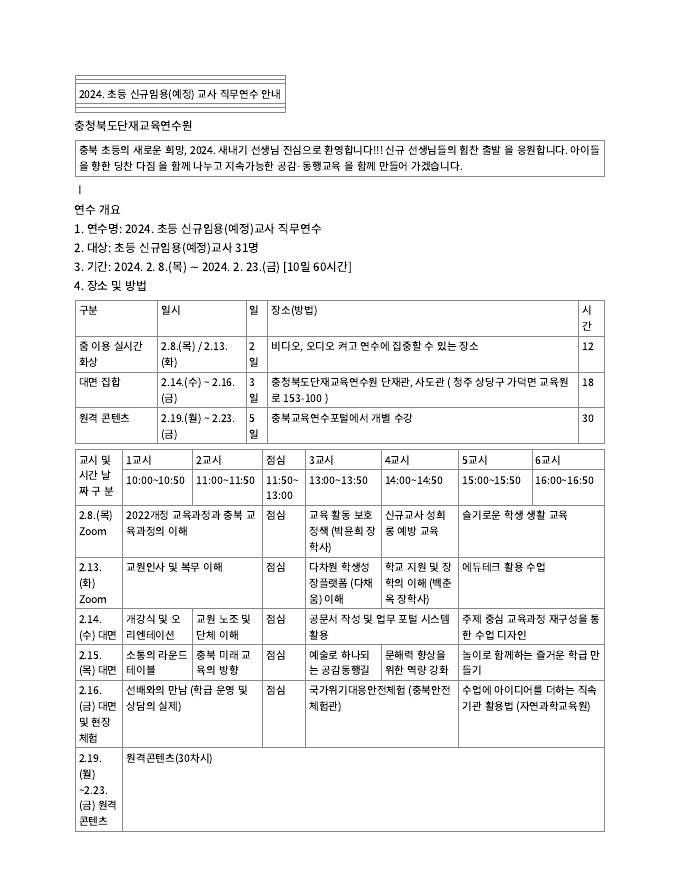 2024. 초등 신규임용(예정) 교사 직무연수 안내
충청북도단재교육연수원
충북 초등의 새로운 희망, 2024. 새내기 선생님 진심으로 환영합니다!!! 신규 선생님들의 힘찬 출발 을 응원합니다. 아이들
을 향한 당찬 다짐 을 함께 나누고 지속가능한 공감·동행교육 을 함께 만들어 가겠습니다.
Ⅰ
연수 개요
1. 연수명: 2024. 초등 신규임용(예정)교사 직무연수
2. 대상: 초등 신규임용(예정)교사 31명
3. 기간: 2024. 2. 8.(목) ~ 2024. 2. 23.(금) [10일 60시간]
4. 장소 및 방법
구분 일시 일 장소(방법) 시
간
줌 이용 실시간 2.8.(목) / 2.13. 2 비디오, 오디오 켜고 연수에 집중할 수 있는 장소 12
화상 (화) 일
대면 집합 2.14.(수) ~ 2.16. 3 충청북도단재교육연수원 단재관, 사도관 ( 청주 상당구 가덕면 교육원 18
(금) 일 로 153-100 )
원격 콘텐츠 2.19.(월) ~ 2.23. 5 충북교육연수포털에서 개별 수강 30
(금) 일
교시 및 1교시 2교시 점심 3교시 4교시 5교시 6교시
시간 날 10:00~10:50 11:00~11:50 11:50~ 13:00~13:50 14:00~14:50 15:00~15:50 16:00~16:50
짜 구 분 13:00
2.8.(목) 2022개정 교육과정과 충북 교 점심 교육 활동 보호 신규교사 성희 슬기로운 학생 생활 교육
Zoom 육과정의 이해 정책 (박윤희 장 롱 예방 교육
학사)
2.13. 교원인사 및 복무 이해 점심 다차원 학생성 학교 지원 및 장 에듀테크 활용 수업
(화) 장플랫폼 (다채 학의 이해 (백춘
Zoom 움) 이해 옥 장학사)
2.14. 개강식 및 오 교원 노조 및 점심 공문서 작성 및 업무 포털 시스템 주제 중심 교육과정 재구성을 통
(수) 대면 리엔테이션 단체 이해 활용 한 수업 디자인
2.15. 소통의 라운드 충북 미래 교 점심 예술로 하나되 문해력 향상을 놀이로 함께하는 즐거운 학급 만
(목) 대면 테이블 육의 방향 는 공감동행길 위한 역량 강화 들기
2.16. 선배와의 만남 (학급 운영 및 점심 국가위기대응안전체험 (충북안전 수업에 아이디어를 더하는 직속
(금) 대면 상담의 실제) 체험관) 기관 활용법 (자연과학교육원)
및 현장
체험
2.19. 원격콘텐츠(30차시)
(월)
~2.23.
(금) 원격
콘텐츠